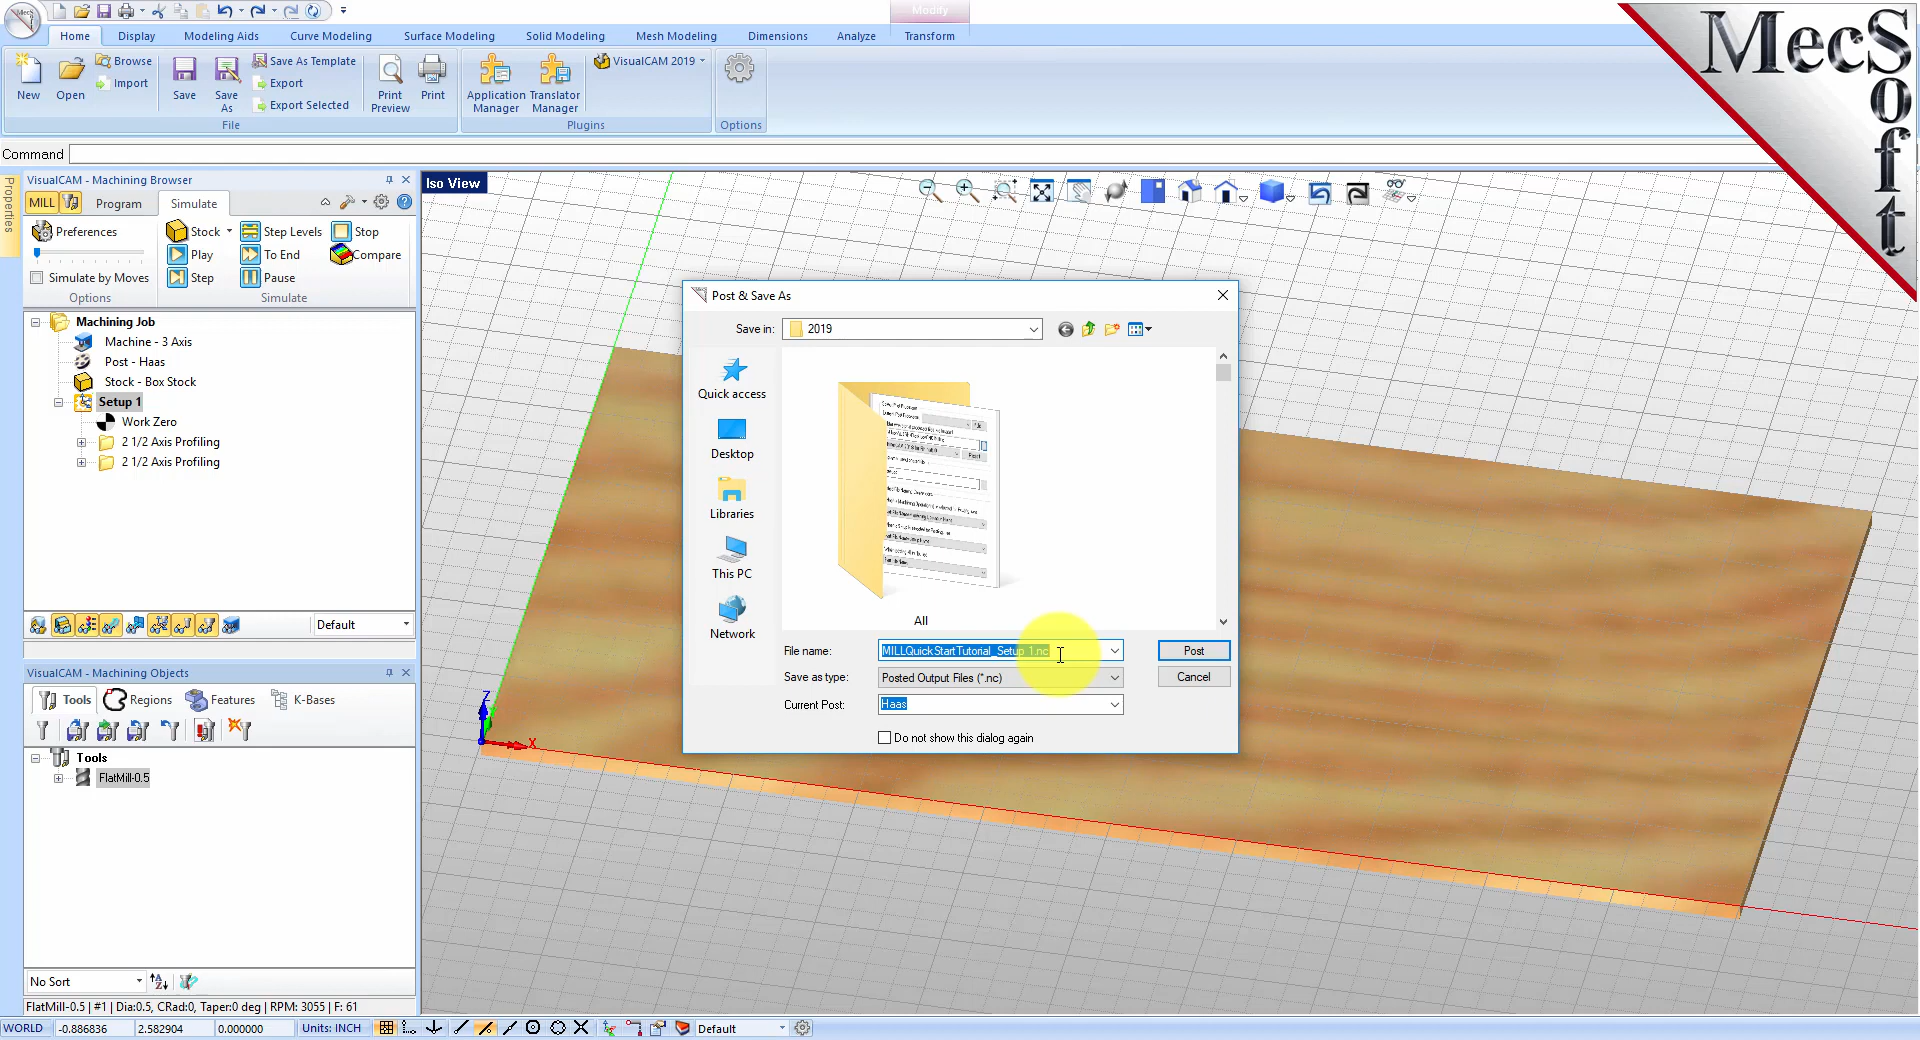 Modify
Home Display Modeling Aids Curve Modeling Surface Modeling Solid Modeling Mesh Modeling Dimensions Analyze Transform
New
Open
Browse
Import
Save
Save As
Save As Template
Export
Export Selected
Print Preview
Print
Application Manager
Translator Manager
VisualCAM 2019
File Plugins Options
MecSoft
Command
Properties
VisualCAM - Machining Browser
MILL Program Simulate
Preferences Stock Step Levels Stop
Play To End Compare
Simulate by Moves Step Pause
Options Simulate
Machining Job
Machine - 3 Axis
Post - Haas
Stock - Box Stock
Setup 1
Work Zero
2 1/2 Axis Profiling
2 1/2 Axis Profiling
Default
VisualCAM - Machining Objects
Tools Regions Features K-Bases
Tools
FlatMill-0.5
No Sort
FlatMill-0.5 | #1 | Dia:0.5, CRad:0, Taper:0 deg | RPM: 3055 | F: 61
Iso View
Z
X
Post & Save As
Save in: 2019
Quick access
Desktop
Libraries
This PC
Network
All
File name: MILLQuickStartTutorial_Setup 1.nc Post
Save as type: Posted Output Files (*.nc) Cancel
Current Post: Haas
Do not show this dialog again
WORLD -0.886836 2.582904 0.000000 Units: INCH Default